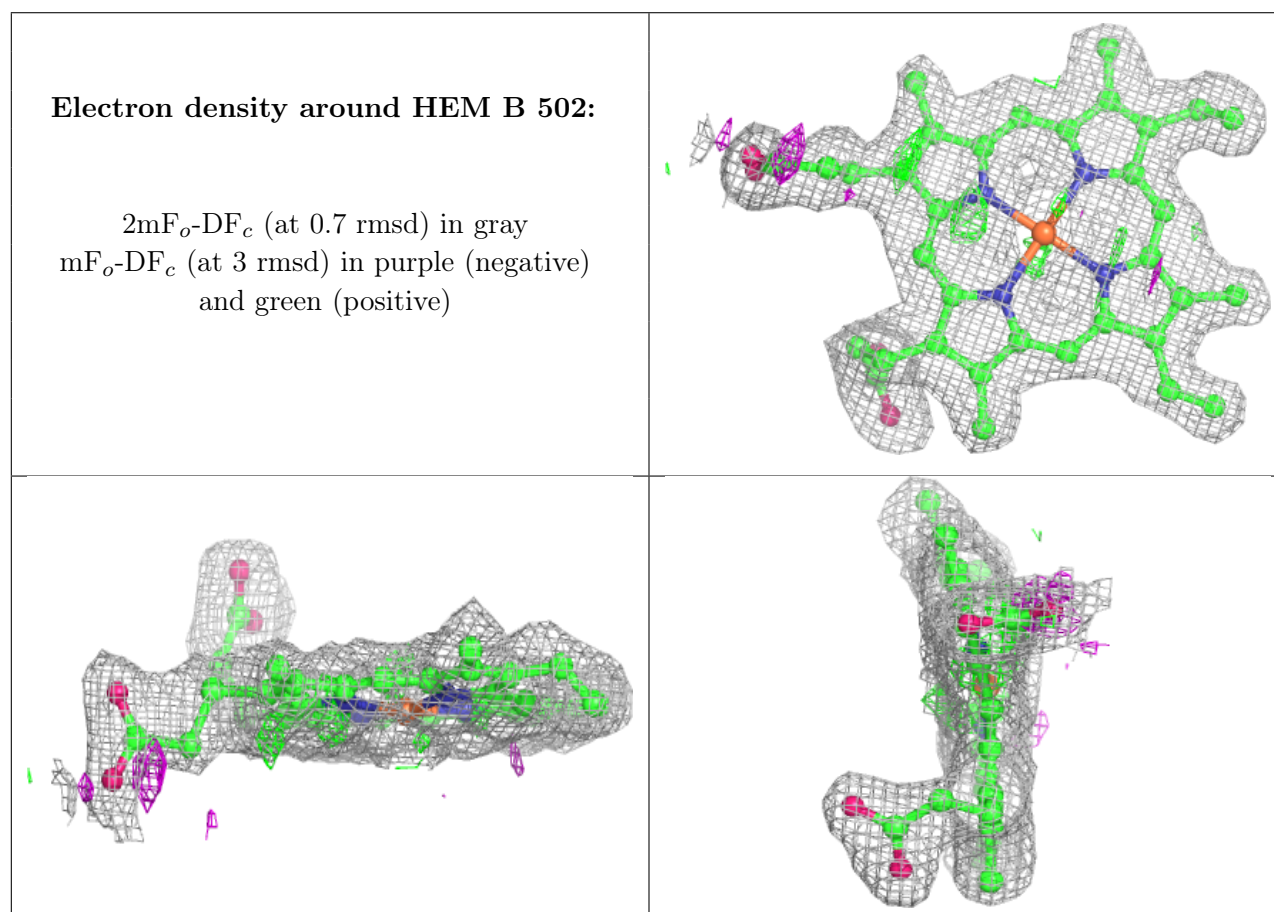 Electron density around HEM B 502:
2mFo-DFc (at 0.7 rmsd) in gray
mFo-DFc (at 3 rmsd) in purple (negative)
and green (positive)